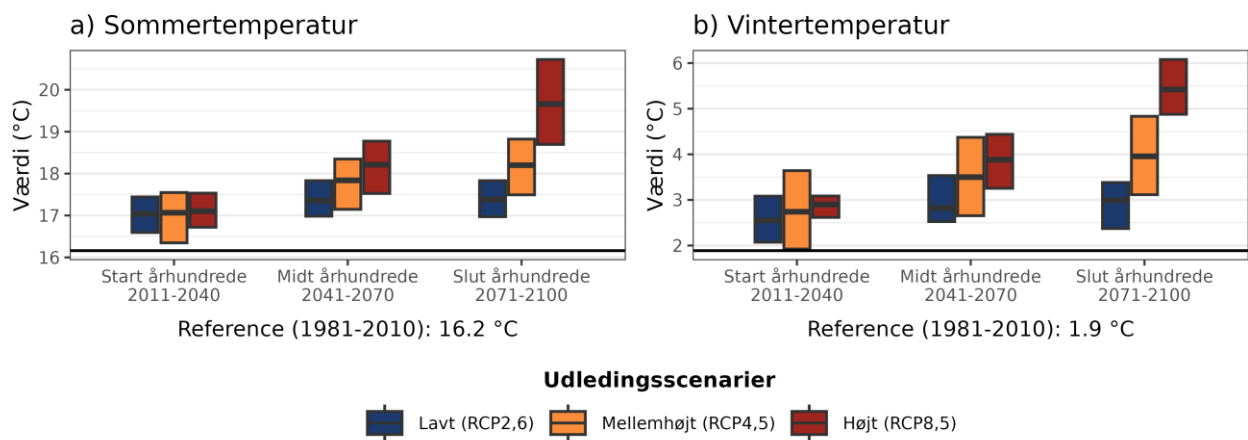 a) Sommertemperatur
Værdi (°C)
20
19
18
17
16
Start århundrede
2011-2040
Midt århundrede
2041-2070
Slut århundrede
2071-2100
Reference (1981-2010): 16.2 °C
b) Vintertemperatur
Værdi (°C)
6
5
4
3
2
Start århundrede
2011-2040
Midt århundrede
2041-2070
Slut århundrede
2071-2100
Reference (1981-2010): 1.9 °C
Udledingsscenarier
Lavt (RCP2,6)
Mellemhøjt (RCP4,5)
Højt (RCP8,5)